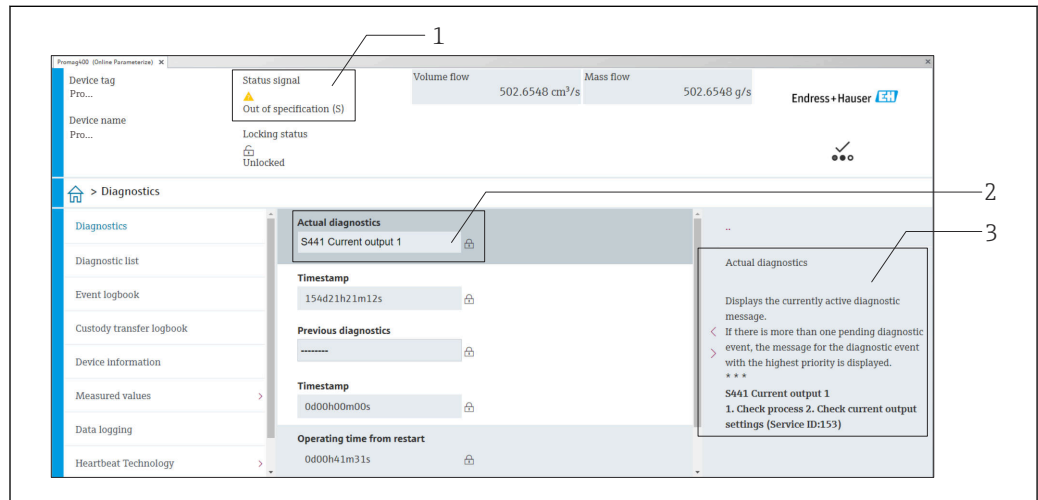 1
Promag400 (Online Parameterize) ×
×
Device tag
Pro...
Device name
Pro...
Status signal
Out of specification (S)
Locking status
Unlocked
Volume flow
502.6548 cm³/s
Mass flow
502.6548 g/s
Endress+Hauser EH
> Diagnostics
2
3
Diagnostics
Diagnostic list
Event logbook
Custody transfer logbook
Device information
Measured values >
Data logging
Heartbeat Technology >
Actual diagnostics
S441 Current output 1
Timestamp
154d21h21m12s
Previous diagnostics
--------
Timestamp
0d00h00m00s
Operating time from restart
0d00h41m31s
..
Actual diagnostics
Displays the currently active diagnostic
message.
If there is more than one pending diagnostic
event, the message for the diagnostic event
with the highest priority is displayed.
* * *
S441 Current output 1
1. Check process 2. Check current output
settings (Service ID:153)